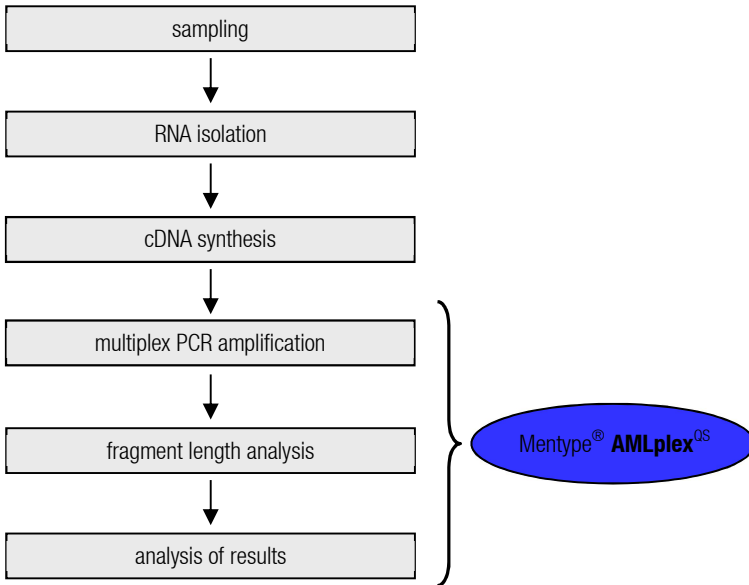 sampling
RNA isolation
cDNA synthesis
multiplex PCR amplification
fragment length analysis
Mentype® AMLplexQS
analysis of results